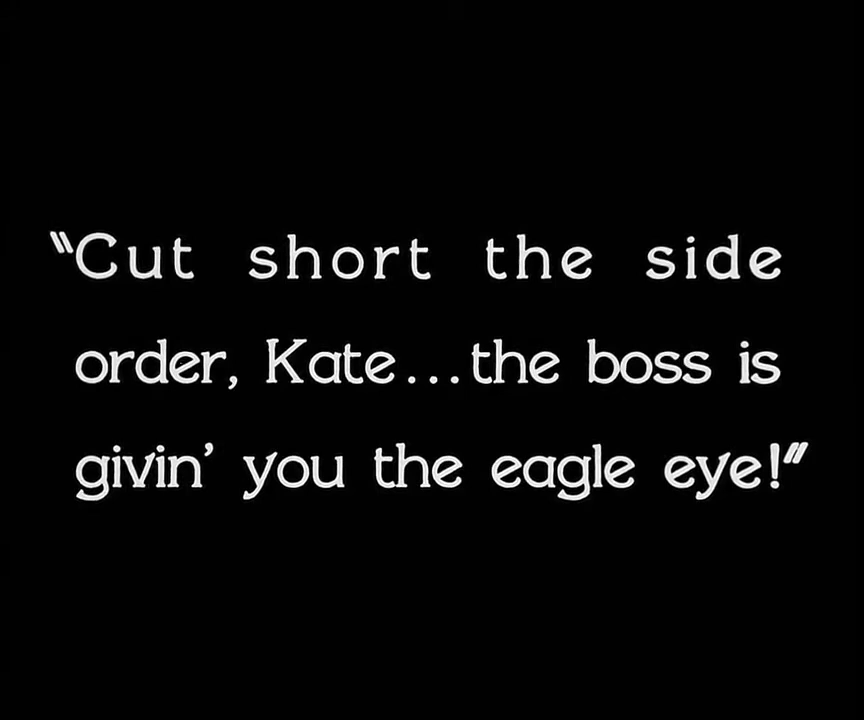 “Cut short the side
order, Kate...the boss is
givin’ you the eagle eye!”